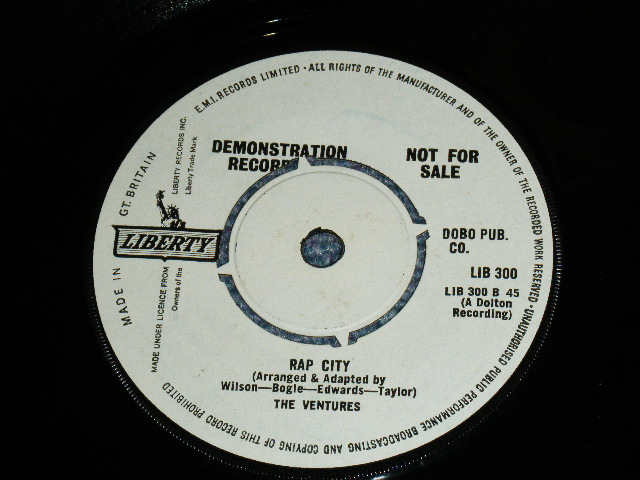 E.M.I. RECORDS LIMITED · ALL RIGHTS OF THE MANUFACTURER AND OF THE OWNER OF THE RECORDED WORK RESERVED · UNAUTHORISED PUBLIC PERFORMANCE BROADCASTING AND COPYING OF THIS RECORD PROHIBITED
MADE IN GT. BRITAIN
LIBERTY RECORDS INC.
Liberty Trade Mark
LIBERTY
MADE UNDER LICENCE FROM
Owners of the
DEMONSTRATION
RECORD
NOT FOR
SALE
DOBO PUB.
CO.
LIB 300
LIB 300 B 45
(A Dolton
Recording)
RAP CITY
(Arranged & Adapted by
Wilson—Bogle—Edwards—Taylor)
THE VENTURES